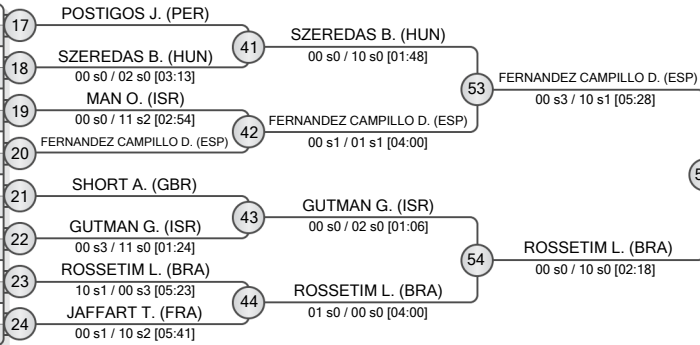 17
POSTIGOS J. (PER)
18
SZEREDAS B. (HUN)
00 s0 / 02 s0 [03:13]
41
SZEREDAS B. (HUN)
00 s0 / 10 s0 [01:48]
19
MAN O. (ISR)
00 s0 / 11 s2 [02:54]
20
FERNANDEZ CAMPILLO D. (ESP)
42
FERNANDEZ CAMPILLO D. (ESP)
00 s1 / 01 s1 [04:00]
53
FERNANDEZ CAMPILLO D. (ESP)
00 s3 / 10 s1 [05:28]
21
SHORT A. (GBR)
22
GUTMAN G. (ISR)
00 s3 / 11 s0 [01:24]
43
GUTMAN G. (ISR)
00 s0 / 02 s0 [01:06]
23
ROSSETIM L. (BRA)
10 s1 / 00 s3 [05:23]
24
JAFFART T. (FRA)
00 s1 / 10 s2 [05:41]
44
ROSSETIM L. (BRA)
01 s0 / 00 s0 [04:00]
54
ROSSETIM L. (BRA)
00 s0 / 10 s0 [02:18]